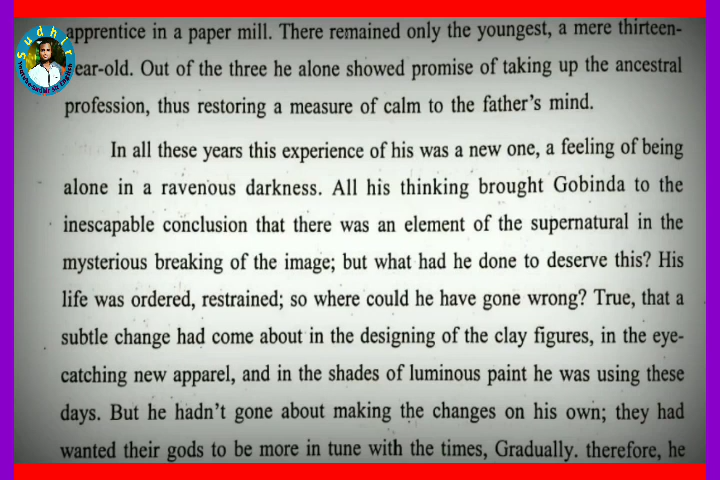 Sudhir
apprentice in a paper mill. There remained only the youngest, a mere thirteen-
ear-old. Out of the three he alone showed promise of taking up the ancestral
profession, thus restoring a measure of calm to the father's mind.
In all these years this experience of his was a new one, a feeling of being
alone in a ravenous darkness. All his thinking brought Gobinda to the
inescapable conclusion that there was an element of the supernatural in the
mysterious breaking of the image; but what had he done to deserve this? His
life was ordered, restrained; so where could he have gone wrong? True, that a
subtle change had come about in the designing of the clay figures, in the eye-
catching new apparel, and in the shades of luminous paint he was using these
days. But he hadn't gone about making the changes on his own; they had
wanted their gods to be more in tune with the times, Gradually. therefore, he